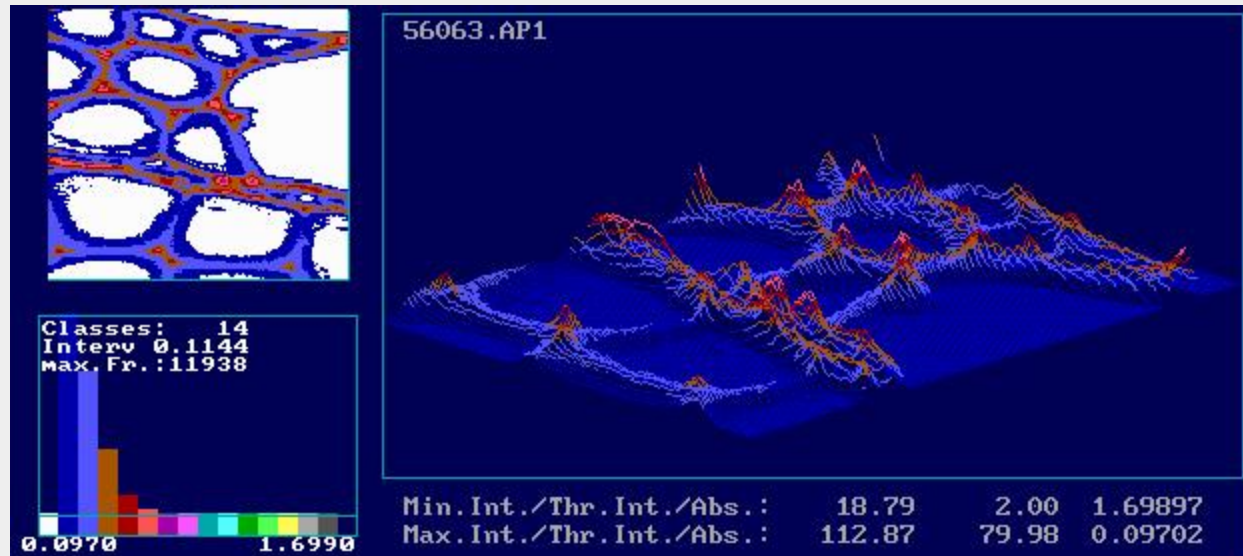 56063.AP1
Classes: 14
Interv 0.1144
max.Fr.:11938
0.0970 1.6990
Min.Int./Thr.Int./Abs.: 18.79 2.00 1.69897
Max.Int./Thr.Int./Abs.: 112.87 79.98 0.09702